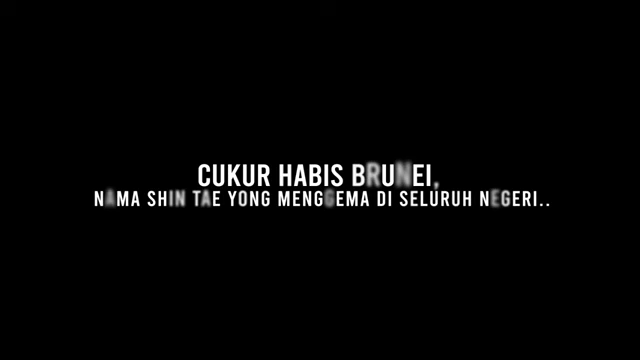 CUKUR HABIS BRUNEI,
NAMA SHIN TAE YONG MENGGEMA DI SELURUH NEGERI..